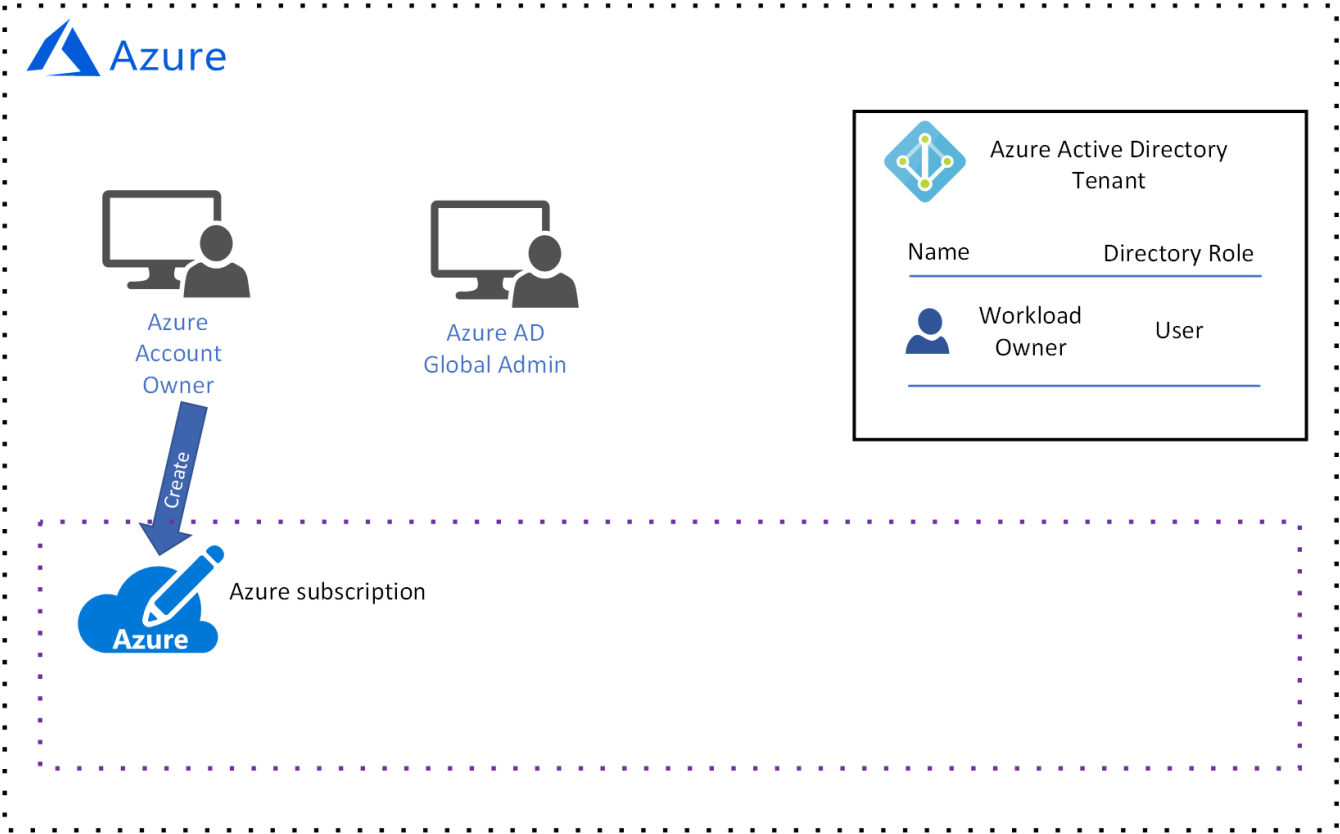 Azure
Azure Active Directory
Tenant
Name Directory Role
Workload
Owner
User
Azure
Account
Owner
Azure AD
Global Admin
Create
Azure subscription
Azure